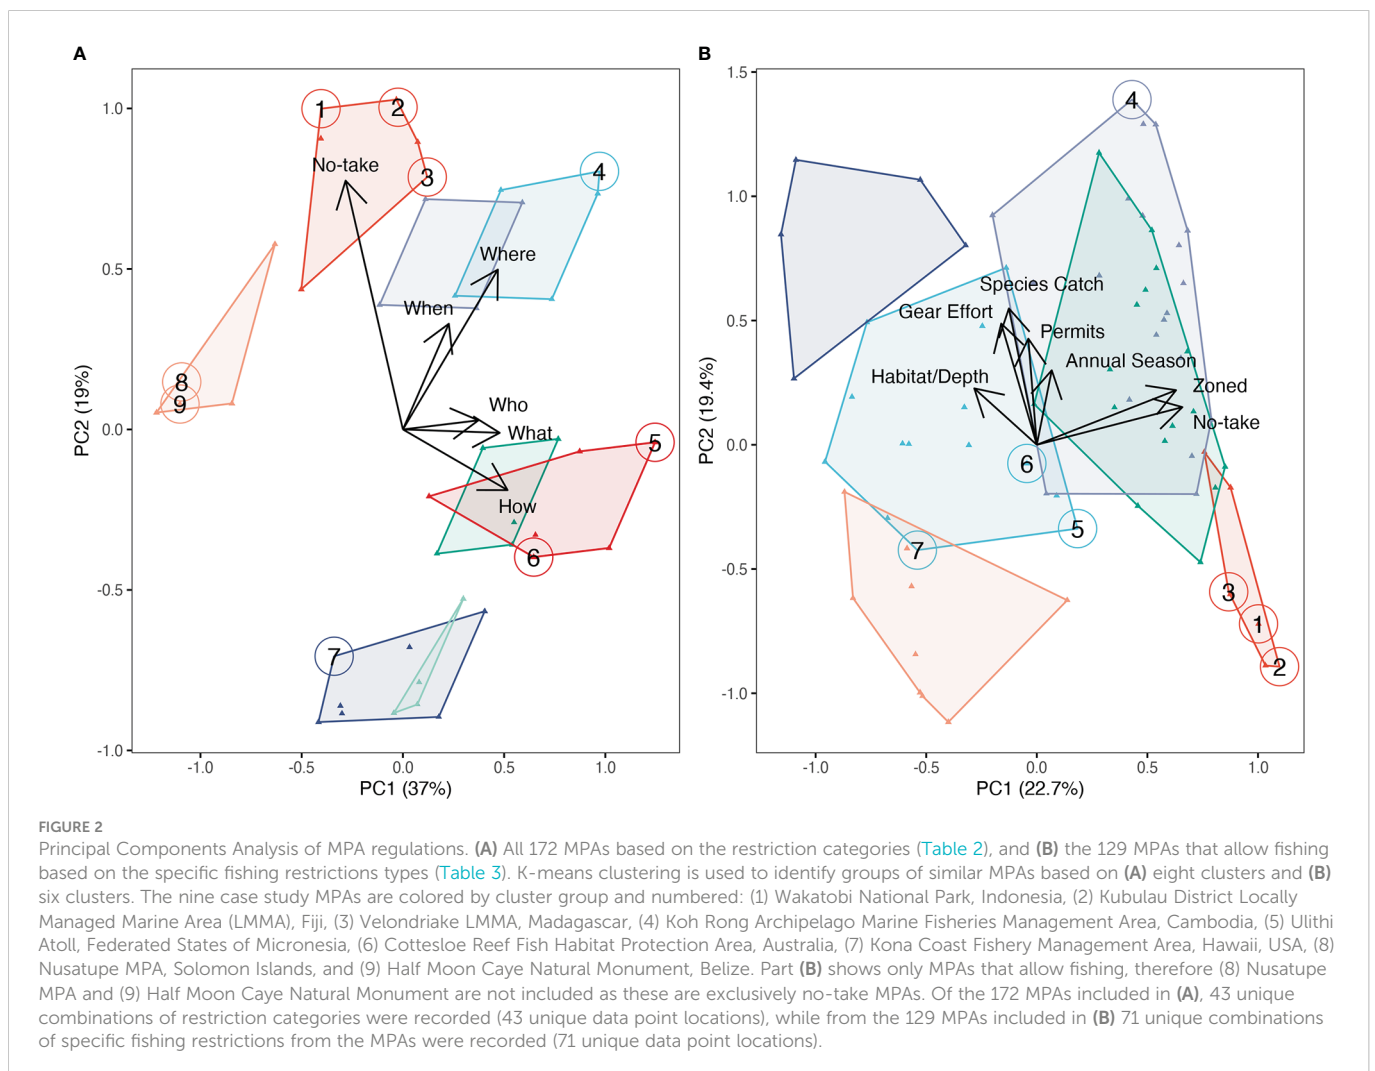 A
B
1.0
0.5
0.0
-0.5
-1.0
PC2 (19%)
-1.0
-0.5
0.0
0.5
1.0
PC1 (37%)
1
2
3
4
No-take
Where
When
8
9
Who
What
How
5
6
7
1.5
1.0
0.5
0.0
-0.5
-1.0
PC2 (19.4%)
-1.0
-0.5
0.0
0.5
1.0
PC1 (22.7%)
4
Species Catch
Gear Effort
Permits
Annual Season
Habitat/Depth
Zoned
No-take
6
5
7
3
1
2
FIGURE 2
Principal Components Analysis of MPA regulations. (A) All 172 MPAs based on the restriction categories (Table 2), and (B) the 129 MPAs that allow fishing
based on the specific fishing restrictions types (Table 3). K-means clustering is used to identify groups of similar MPAs based on (A) eight clusters and (B)
six clusters. The nine case study MPAs are colored by cluster group and numbered: (1) Wakatobi National Park, Indonesia, (2) Kubulau District Locally
Managed Marine Area (LMMA), Fiji, (3) Velondriake LMMA, Madagascar, (4) Koh Rong Archipelago Marine Fisheries Management Area, Cambodia, (5) Ulithi
Atoll, Federated States of Micronesia, (6) Cottesloe Reef Fish Habitat Protection Area, Australia, (7) Kona Coast Fishery Management Area, Hawaii, USA, (8)
Nusatupe MPA, Solomon Islands, and (9) Half Moon Caye Natural Monument, Belize. Part (B) shows only MPAs that allow fishing, therefore (8) Nusatupe
MPA and (9) Half Moon Caye Natural Monument are not included as these are exclusively no-take MPAs. Of the 172 MPAs included in (A), 43 unique
combinations of restriction categories were recorded (43 unique data point locations), while from the 129 MPAs included in (B) 71 unique combinations
of specific fishing restrictions from the MPAs were recorded (71 unique data point locations).